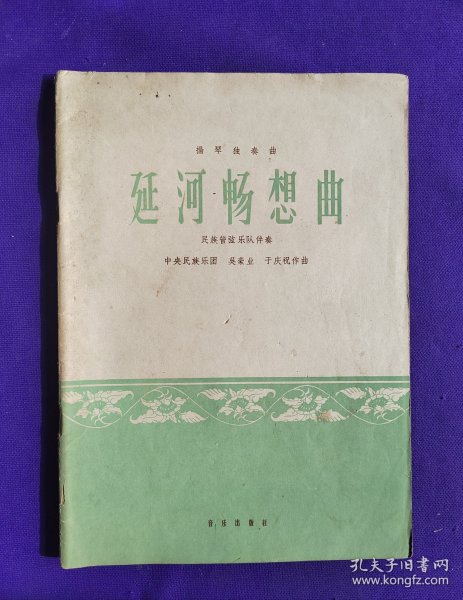 揚琴独奏曲
延河畅想曲
民族管弦乐队伴奏
中央民族乐团 吳豪业 于庆祝作曲
音乐出版社
孔夫子旧书网
www.kongfz.com